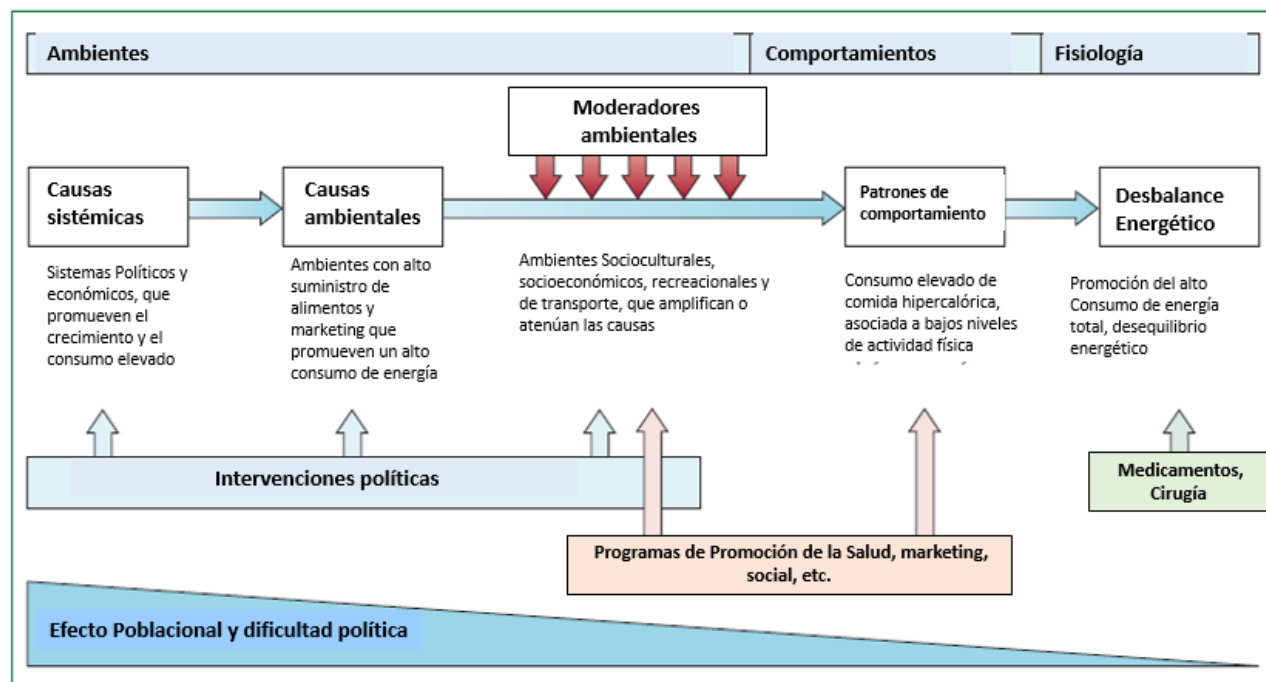 Ambientes
Comportamientos
Fisiología
Moderadores
ambientales
Causas
sistémicas
Causas
ambientales
Patrones de
comportamiento
Desbalance
Energético
Sistemas Políticos y
económicos, que
promueven el
crecimiento y el
consumo elevado
Ambientes con alto
suministro de
alimentos y
marketing que
promueven un alto
consumo de energía
Ambientes Socioculturales,
socioeconómicos, recreacionales y
de transporte, que amplifican o
atenúan las causas
Consumo elevado de
comida hipercalórica,
asociada a bajos niveles
de actividad física
Promoción del alto
Consumo de energía
total, desequilibrio
energético
Intervenciones políticas
Medicamentos,
Cirugía
Programas de Promoción de la Salud, marketing,
social, etc.
Efecto Poblacional y dificultad política